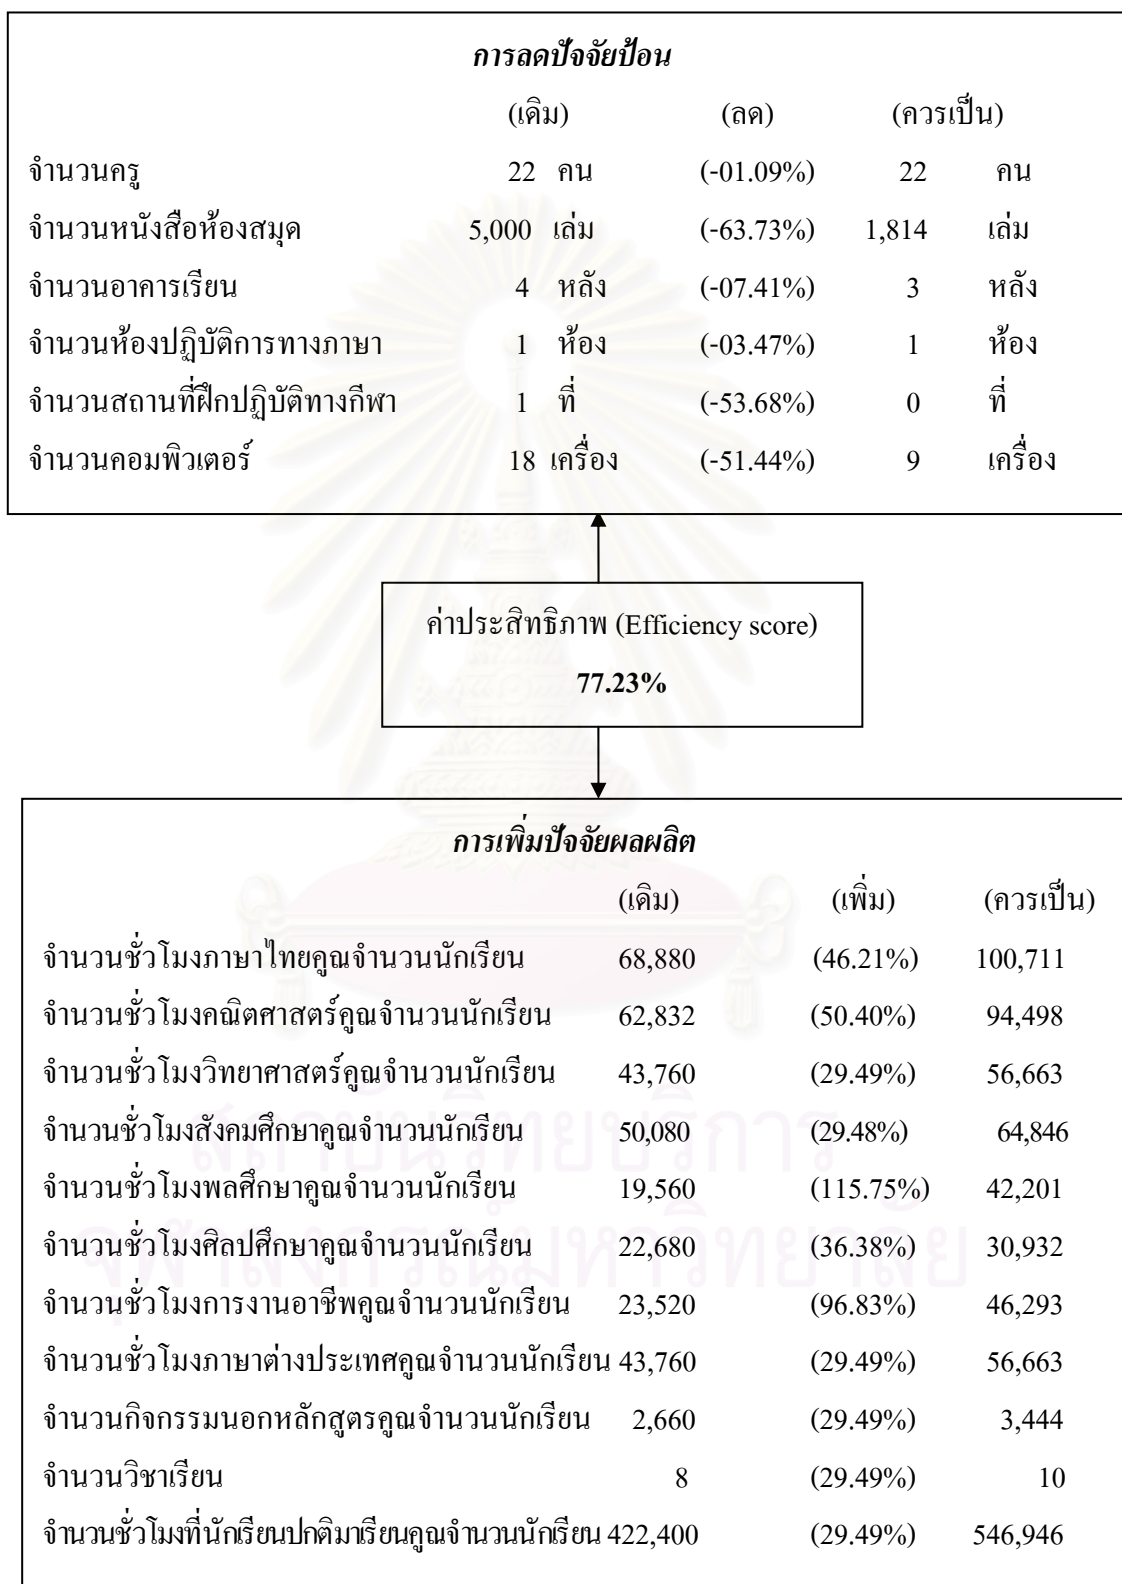 การลดปัจจัยป้อน
(เดิม) (ลด) (ควรเป็น)
จำนวนครู 22 คน (-01.09%) 22 คน
จำนวนหนังสือห้องสมุด 5,000 เล่ม (-63.73%) 1,814 เล่ม
จำนวนอาคารเรียน 4 หลัง (-07.41%) 3 หลัง
จำนวนห้องปฏิบัติการทางภาษา 1 ห้อง (-03.47%) 1 ห้อง
จำนวนสถานที่ฝึกปฏิบัติทางกีฬา 1 ที่ (-53.68%) 0 ที่
จำนวนคอมพิวเตอร์ 18 เครื่อง (-51.44%) 9 เครื่อง
ค่าประสิทธิภาพ (Efficiency score)
77.23%
การเพิ่มปัจจัยผลผลิต
(เดิม) (เพิ่ม) (ควรเป็น)
จำนวนชั่วโมงภาษาไทยคูณจำนวนนักเรียน 68,880 (46.21%) 100,711
จำนวนชั่วโมงคณิตศาสตร์คูณจำนวนนักเรียน 62,832 (50.40%) 94,498
จำนวนชั่วโมงวิทยาศาสตร์คูณจำนวนนักเรียน 43,760 (29.49%) 56,663
จำนวนชั่วโมงสังคมศึกษาคูณจำนวนนักเรียน 50,080 (29.48%) 64,846
สถาบันวิทยบริการ
จำนวนชั่วโมงพลศึกษาคูณจำนวนนักเรียน 19,560 (115.75%) 42,201
จำนวนชั่วโมงศิลปศึกษาคูณจำนวนนักเรียน 22,680 (36.38%) 30,932
จุฬาลงกรณ์มหาวิทยาลัย
จำนวนชั่วโมงการงานอาชีพคูณจำนวนนักเรียน 23,520 (96.83%) 46,293
จำนวนชั่วโมงภาษาต่างประเทศคูณจำนวนนักเรียน 43,760 (29.49%) 56,663
จำนวนกิจกรรมนอกหลักสูตรคูณจำนวนนักเรียน 2,660 (29.49%) 3,444
จำนวนวิชาเรียน 8 (29.49%) 10
จำนวนชั่วโมงที่นักเรียนปกติมาเรียนคูณจำนวนนักเรียน 422,400 (29.49%) 546,946